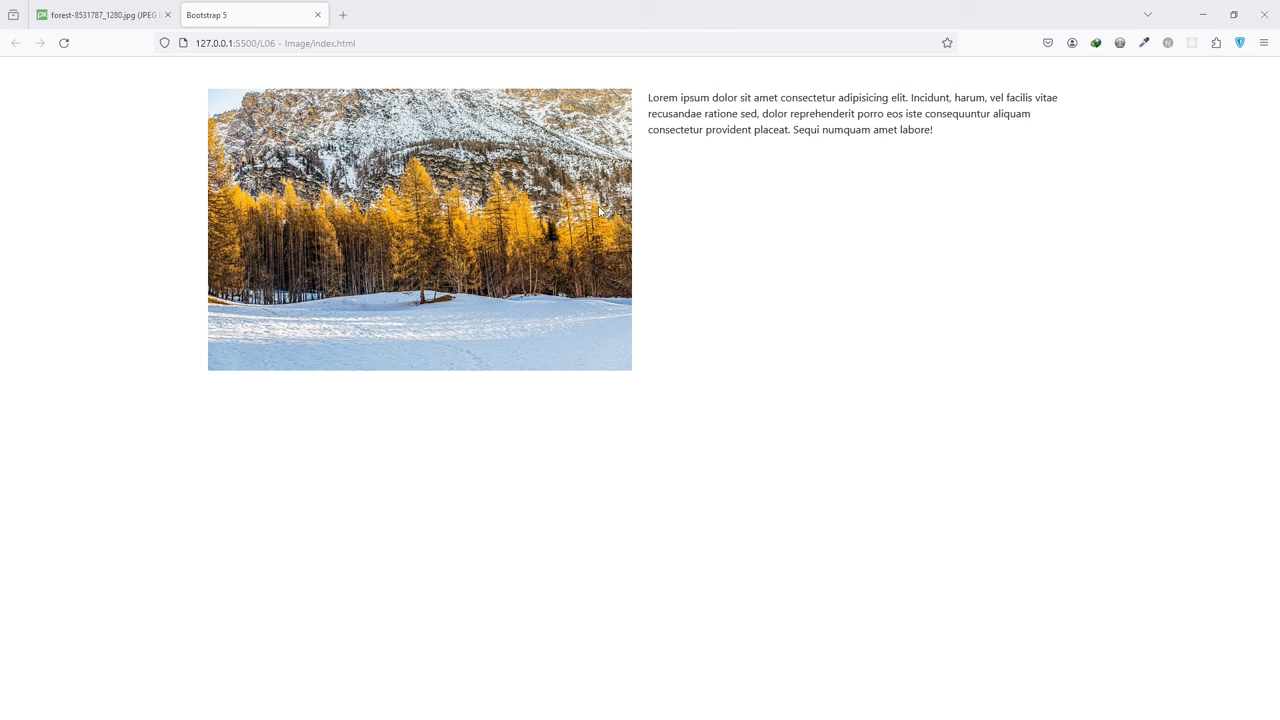 forest-8531787_1280.jpg (JPEG
Bootstrap 5
127.0.0.1:5500/L06 - Image/index.html
Lorem ipsum dolor sit amet consectetur adipisicing elit. Incidunt, harum, vel facilis vitae
recusandae ratione sed, dolor reprehenderit porro eos iste consequuntur aliquam
consectetur provident placeat. Sequi numquam amet labore!